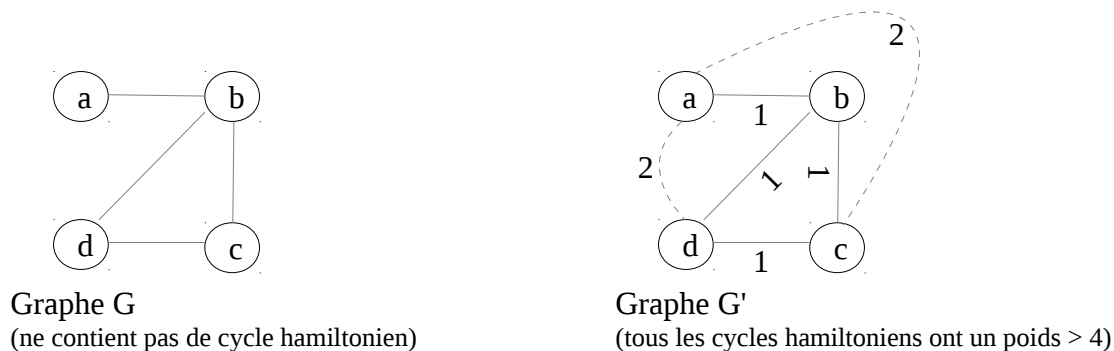 a
b
d
c
Graphe G
(ne contient pas de cycle hamiltonien)
2
a
b
1
2
1
1
d
c
1
Graphe G'
(tous les cycles hamiltoniens ont un poids > 4)